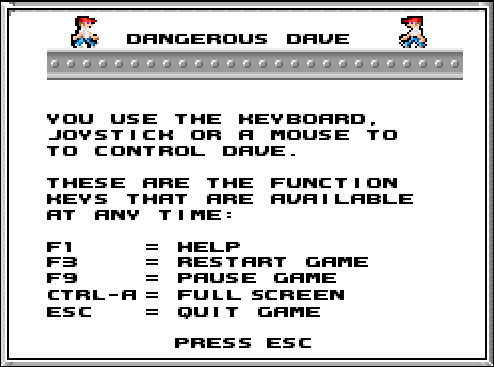 DANGEROUS DAVE
YOU USE THE KEYBOARD,
JOYSTICK OR A MOUSE TO
TO CONTROL DAVE.
THESE ARE THE FUNCTION
KEYS THAT ARE AVAILABLE
AT ANY TIME:
F1 = HELP
F3 = RESTART GAME
F9 = PAUSE GAME
CTRL-A = FULL SCREEN
ESC = QUIT GAME
PRESS ESC